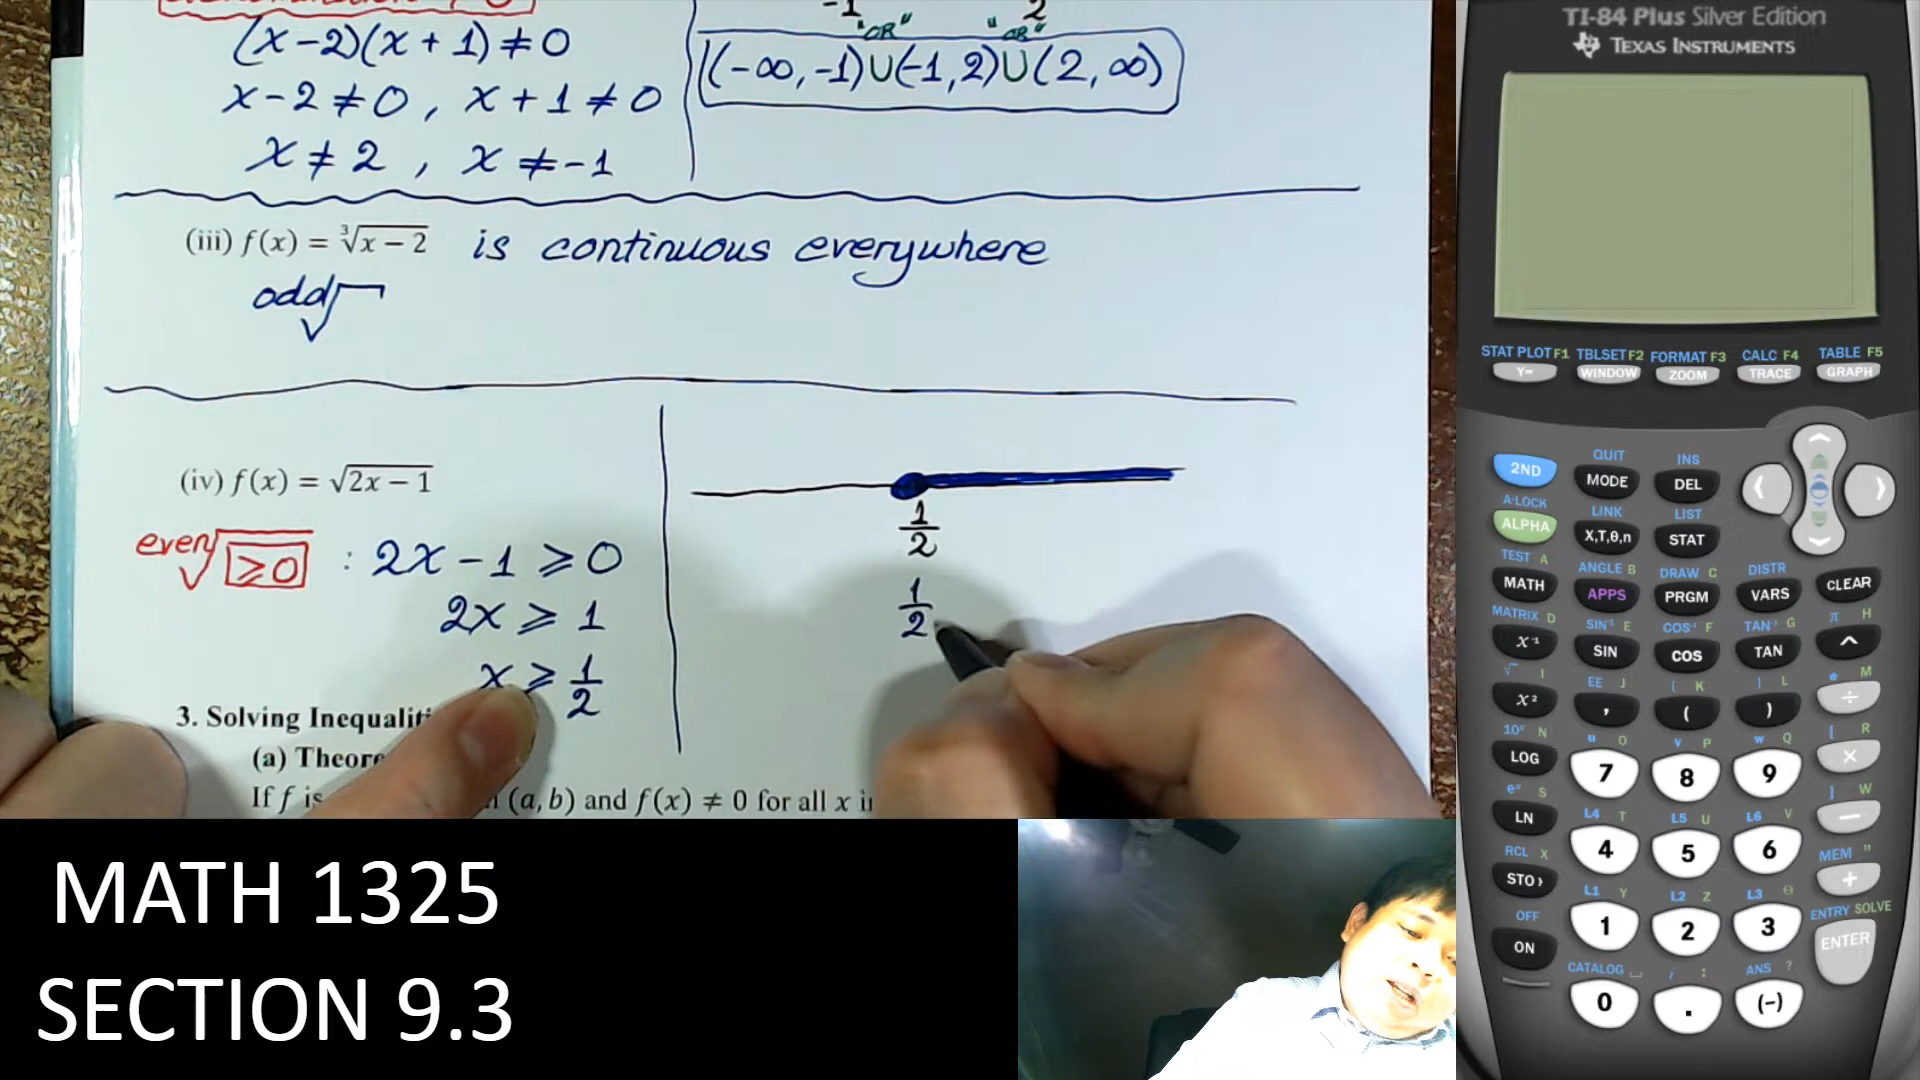 (x-2)(x+1)≠0
x-2≠0, x+1≠0
x≠2, x≠-1
-1 2
"OR" "OR"
(-∞,-1)∪(-1,2)∪(2,∞)
(iii) f(x) = ∛x − 2 is continuous everywhere
odd√
(iv) f(x) = √2x − 1
even√≥0 : 2x-1≥0
2x≥1
x≥1/2
1/2
1/2
3. Solving
(a)
If f is (a, b) and f(x) ≠ 0 for all x
MATH 1325
SECTION 9.3
TI-84 Plus Silver Edition
TEXAS INSTRUMENTS
STAT PLOT F1 TBLSET F2 FORMAT F3 CALC F4 TABLE F5
Y= WINDOW ZOOM TRACE GRAPH
QUIT INS
2ND MODE DEL
A-LOCK LINK LIST
ALPHA X,T,θ,n STAT
TEST A ANGLE B DRAW C DISTR
MATH APPS PRGM VARS CLEAR
MATRIX D SIN⁻¹ E COS⁻¹ F TAN⁻¹ G π H
x⁻¹ SIN COS TAN ^
√ I EE J { K } L e M
x² , ( ) ÷
10ˣ N u O v P w Q [ R
LOG 7 8 9 ×
eˣ S L4 T L5 U L6 V ] W
LN 4 5 6 −
RCL X L1 Y L2 Z L3 θ MEM "
STO› 1 2 3 +
OFF CATALOG ␣ i : ANS ? ENTRY SOLVE
ON 0 . (−) ENTER